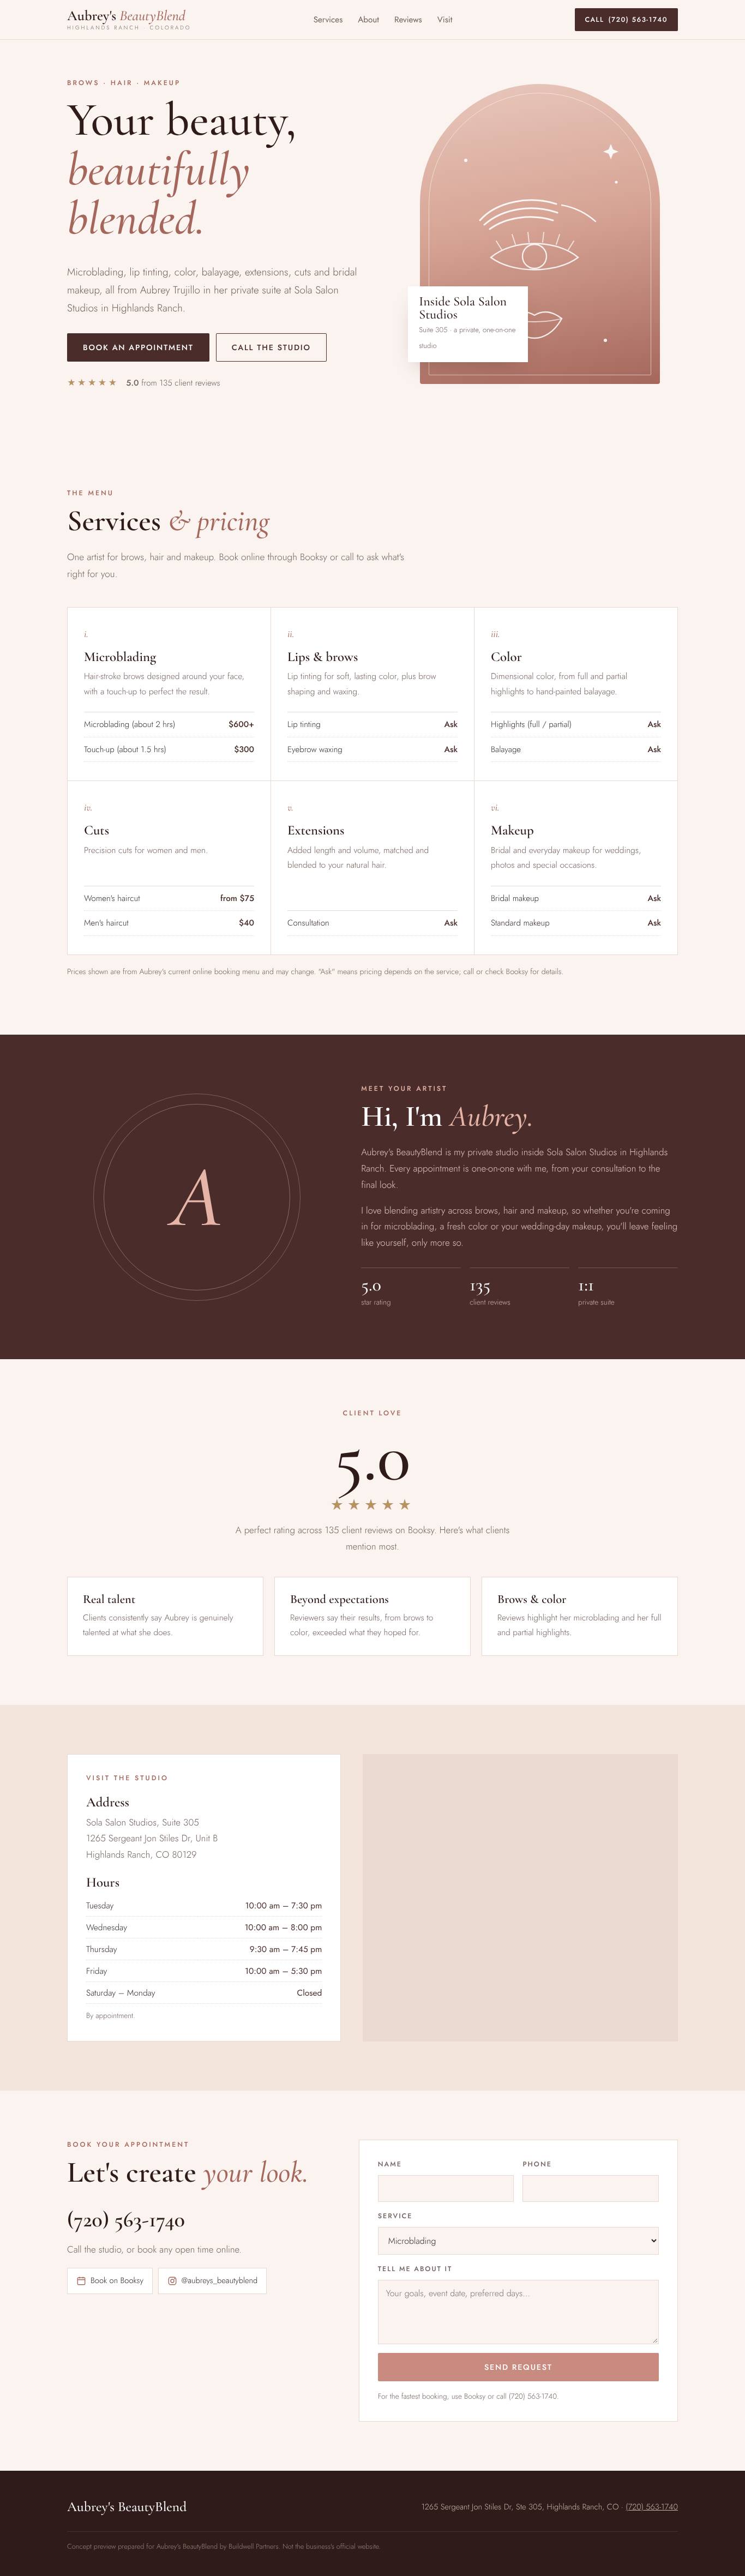 Aubrey's BeautyBlend
HIGHLANDS RANCH · COLORADO
Services About Reviews Visit
CALL (720) 563-1740
BROWS · HAIR · MAKEUP
Your beauty,
beautifully
blended.
Microblading, lip tinting, color, balayage, extensions, cuts and bridal
makeup, all from Aubrey Trujillo in her private suite at Sola Salon
Studios in Highlands Ranch.
BOOK AN APPOINTMENT
CALL THE STUDIO
★★★★★ 5.0 from 135 client reviews
Inside Sola Salon
Studios
Suite 305 · a private, one-on-one
studio
THE MENU
Services & pricing
One artist for brows, hair and makeup. Book online through Booksy or call to ask what's
right for you.
i.
Microblading
Hair-stroke brows designed around your face,
with a touch-up to perfect the result.
Microblading (about 2 hrs) $600+
Touch-up (about 1.5 hrs) $300
ii.
Lips & brows
Lip tinting for soft, lasting color, plus brow
shaping and waxing.
Lip tinting Ask
Eyebrow waxing Ask
iii.
Color
Dimensional color, from full and partial
highlights to hand-painted balayage.
Highlights (full / partial) Ask
Balayage Ask
iv.
Cuts
Precision cuts for women and men.
Women's haircut from $75
Men's haircut $40
v.
Extensions
Added length and volume, matched and
blended to your natural hair.
Consultation Ask
vi.
Makeup
Bridal and everyday makeup for weddings,
photos and special occasions.
Bridal makeup Ask
Standard makeup Ask
Prices shown are from Aubrey's current online booking menu and may change. "Ask" means pricing depends on the service; call or check Booksy for details.
A
MEET YOUR ARTIST
Hi, I'm Aubrey.
Aubrey's BeautyBlend is my private studio inside Sola Salon Studios in Highlands
Ranch. Every appointment is one-on-one with me, from your consultation to the
final look.
I love blending artistry across brows, hair and makeup, so whether you're coming
in for microblading, a fresh color or your wedding-day makeup, you'll leave feeling
like yourself, only more so.
5.0
star rating
135
client reviews
1:1
private suite
CLIENT LOVE
5.0
★★★★★
A perfect rating across 135 client reviews on Booksy. Here's what clients
mention most.
Real talent
Clients consistently say Aubrey is genuinely
talented at what she does.
Beyond expectations
Reviewers say their results, from brows to
color, exceeded what they hoped for.
Brows & color
Reviews highlight her microblading and her full
and partial highlights.
VISIT THE STUDIO
Address
Sola Salon Studios, Suite 305
1265 Sergeant Jon Stiles Dr, Unit B
Highlands Ranch, CO 80129
Hours
Tuesday 10:00 am – 7:30 pm
Wednesday 10:00 am – 8:00 pm
Thursday 9:30 am – 7:45 pm
Friday 10:00 am – 5:30 pm
Saturday – Monday Closed
By appointment
BOOK YOUR APPOINTMENT
Let's create your look.
(720) 563-1740
Call the studio, or book any open time online.
Book on Booksy
@aubreys_beautyblend
NAME
PHONE
SERVICE
Microblading
TELL ME ABOUT IT
Your goals, event date, preferred days...
SEND REQUEST
For the fastest booking, use Booksy or call (720) 563-1740
Aubrey's BeautyBlend
1265 Sergeant Jon Stiles Dr, Ste 305, Highlands Ranch, CO · (720) 563-1740
Concept preview prepared for Aubrey's BeautyBlend by Buildwell Partners. Not the business's official website.